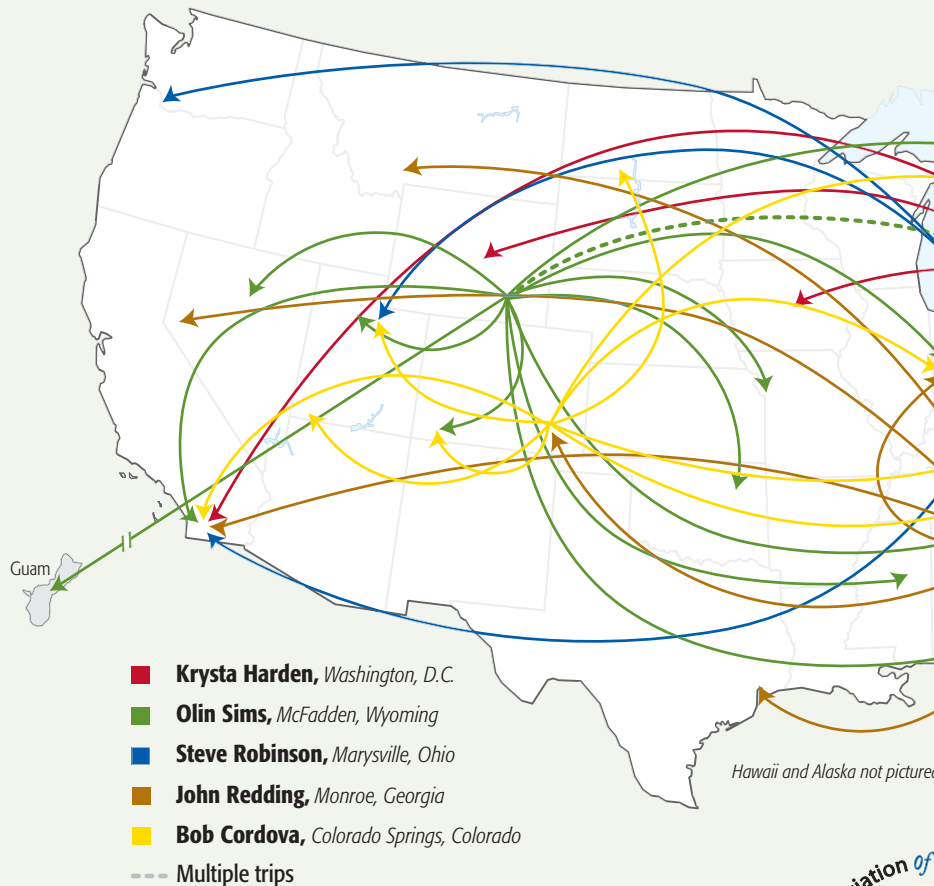 Guam
Krysta Harden, Washington, D.C.
Olin Sims, McFadden, Wyoming
Steve Robinson, Marysville, Ohio
John Redding, Monroe, Georgia
Bob Cordova, Colorado Springs, Colorado
Multiple trips
Hawaii and Alaska not pictured
of